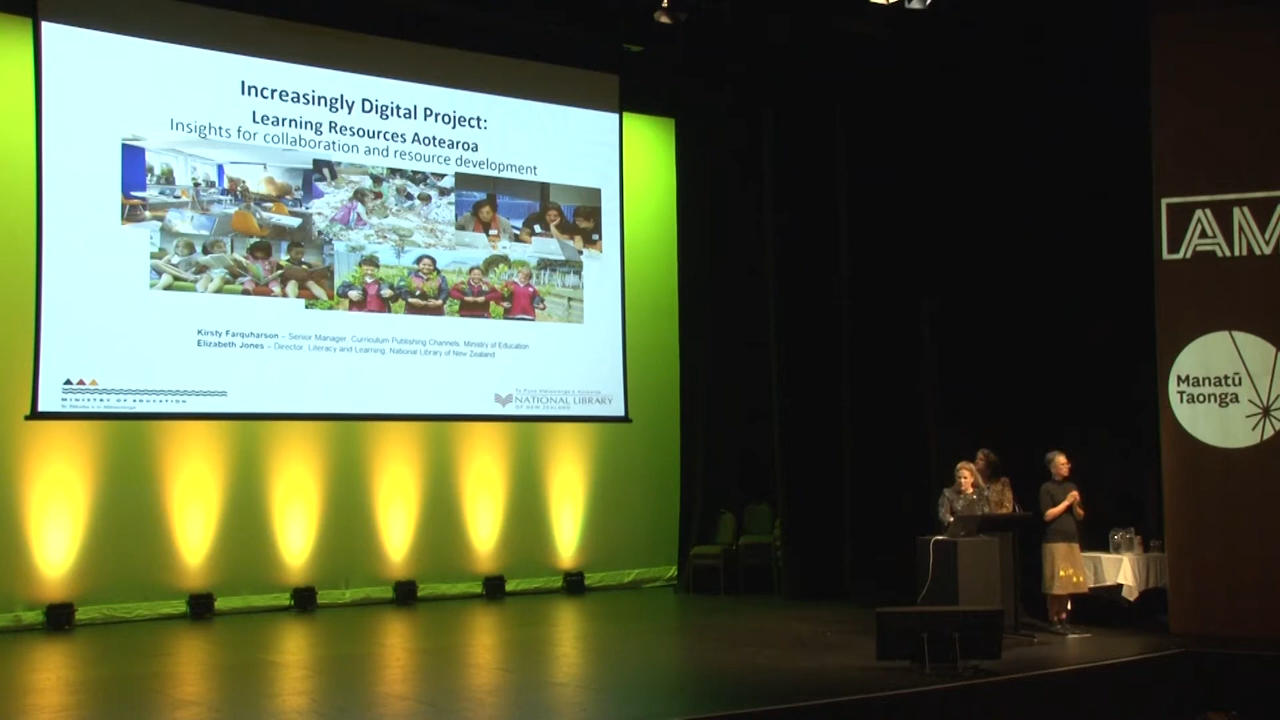 Increasingly Digital Project:
Learning Resources Aotearoa
Insights for collaboration and resource development
Kirsty Farquharson – Senior Manager, Curriculum Publishing Channels, Ministry of Education
Elizabeth Jones – Director, Literacy and Learning, National Library of New Zealand
MINISTRY OF EDUCATION
NATIONAL LIBRARY
OF NEW ZEALAND
AM
Manatū
Taonga